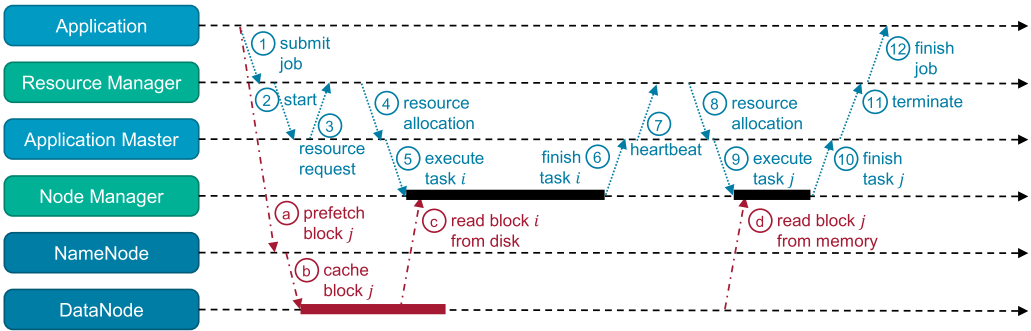 Application
Resource Manager
Application Master
Node Manager
NameNode
DataNode
1 submit
job
2 start
3
resource
request
4 resource
allocation
5 execute
task i
finish 6
task i
7
heartbeat
8 resource
allocation
9 execute
task j
10 finish
task j
11 terminate
12 finish
job
a prefetch
block j
b cache
block j
c read block i
from disk
d read block j
from memory